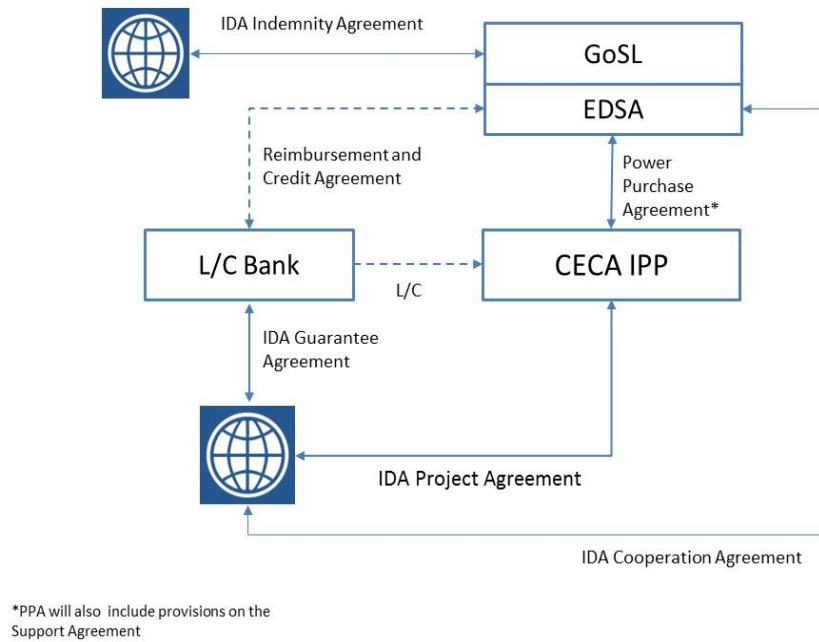 IDA Indemnity Agreement
GoSL
EDSA
Reimbursement and
Credit Agreement
Power
Purchase
Agreement*
L/C Bank
CECA IPP
L/C
IDA Guarantee
Agreement
IDA Project Agreement
IDA Cooperation Agreement
*PPA will also include provisions on the
Support Agreement